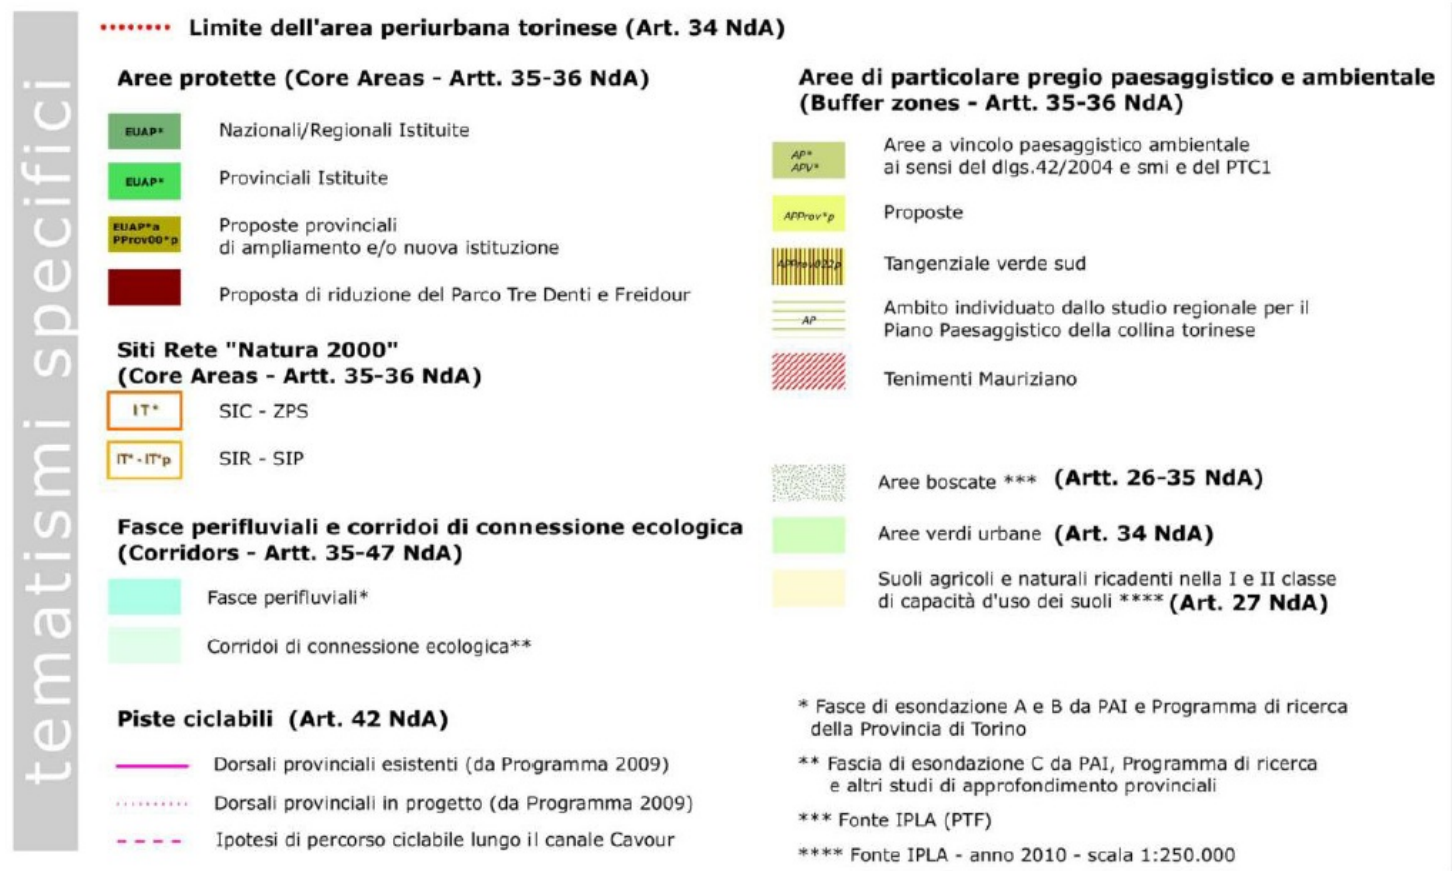 tematismi specifici
Limite dell'area periurbana torinese (Art. 34 NdA)
Aree protette (Core Areas - Artt. 35-36 NdA)
EUAP*
Nazionali/Regionali Istituite
EUAP*
Provinciali Istituite
EUAP*a
PProv00*p
Proposte provinciali
di ampliamento e/o nuova istituzione
Proposta di riduzione del Parco Tre Denti e Freidour
Siti Rete "Natura 2000"
(Core Areas - Artt. 35-36 NdA)
IT*
SIC - ZPS
IT* - IT*p
SIR - SIP
Fasce perifluviali e corridoi di connessione ecologica
(Corridors - Artt. 35-47 NdA)
Fasce perifluviali*
Corridoi di connessione ecologica**
Piste ciclabili (Art. 42 NdA)
Dorsali provinciali esistenti (da Programma 2009)
Dorsali provinciali in progetto (da Programma 2009)
Ipotesi di percorso ciclabile lungo il canale Cavour
Aree di particolare pregio paesaggistico e ambientale
(Buffer zones - Artt. 35-36 NdA)
AP*
APV*
Aree a vincolo paesaggistico ambientale
ai sensi del dlgs.42/2004 e smi e del PTC1
APProv*p
Proposte
APProv022p
Tangenziale verde sud
AP
Ambito individuato dallo studio regionale per il
Piano Paesaggistico della collina torinese
Tenimenti Mauriziano
Aree boscate *** (Artt. 26-35 NdA)
Aree verdi urbane (Art. 34 NdA)
Suoli agricoli e naturali ricadenti nella I e II classe
di capacità d'uso dei suoli **** (Art. 27 NdA)
* Fasce di esondazione A e B da PAI e Programma di ricerca
della Provincia di Torino
** Fascia di esondazione C da PAI, Programma di ricerca
e altri studi di approfondimento provinciali
*** Fonte IPLA (PTF)
**** Fonte IPLA - anno 2010 - scala 1:250.000